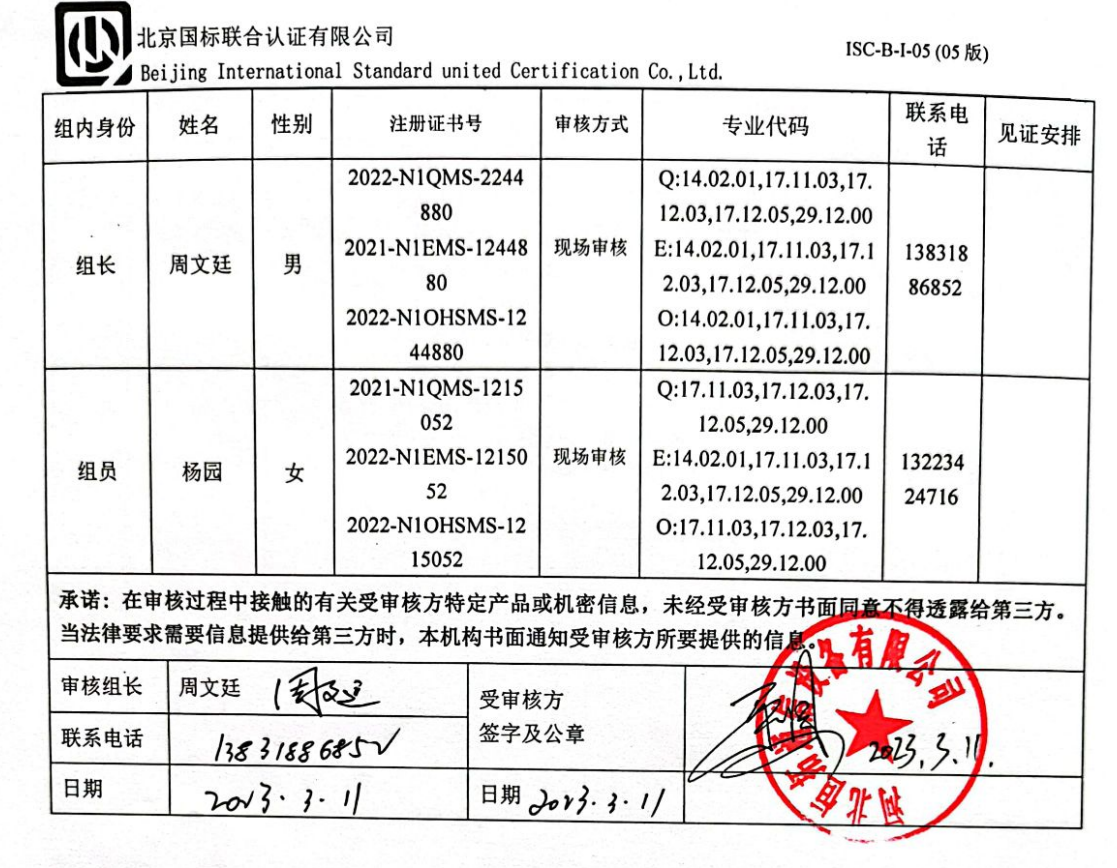 北京国标联合认证有限公司
ISC-B-I-05 (05 版)
Beijing International Standard united Certification Co.,Ltd.
组内身份 姓名 性别 注册证书号 审核方式 专业代码 联系电 见证安排
话
2022-N1QMS-2244
880
2021-N1EMS-12448
80
2022-N1OHSMS-12
44880
组长 周文廷 男 现场审核
Q:14.02.01,17.11.03,17.
12.03,17.12.05,29.12.00
E:14.02.01,17.11.03,17.1
2.03,17.12.05,29.12.00
O:14.02.01,17.11.03,17.
12.03,17.12.05,29.12.00
138318
86852
2021-N1QMS-1215
052
2022-N1EMS-12150
52
2022-N1OHSMS-12
15052
组员 杨园 女 现场审核
Q:17.11.03,17.12.03,17.
12.05,29.12.00
E:14.02.01,17.11.03,17.1
2.03,17.12.05,29.12.00
O:17.11.03,17.12.03,17.
12.05,29.12.00
132234
24716
承诺：在审核过程中接触的有关受审核方特定产品或机密信息，未经受审核方书面同意不得透露给第三方。
当法律要求需要信息提供给第三方时，本机构书面通知受审核方所要提供的信息。
审核组长 周文廷 周文廷
受审核方
签字及公章
联系电话 13831886852
2023.3.11.
日期 2023.3.11
日期 2023.3.11
河北恒 设备有限公司